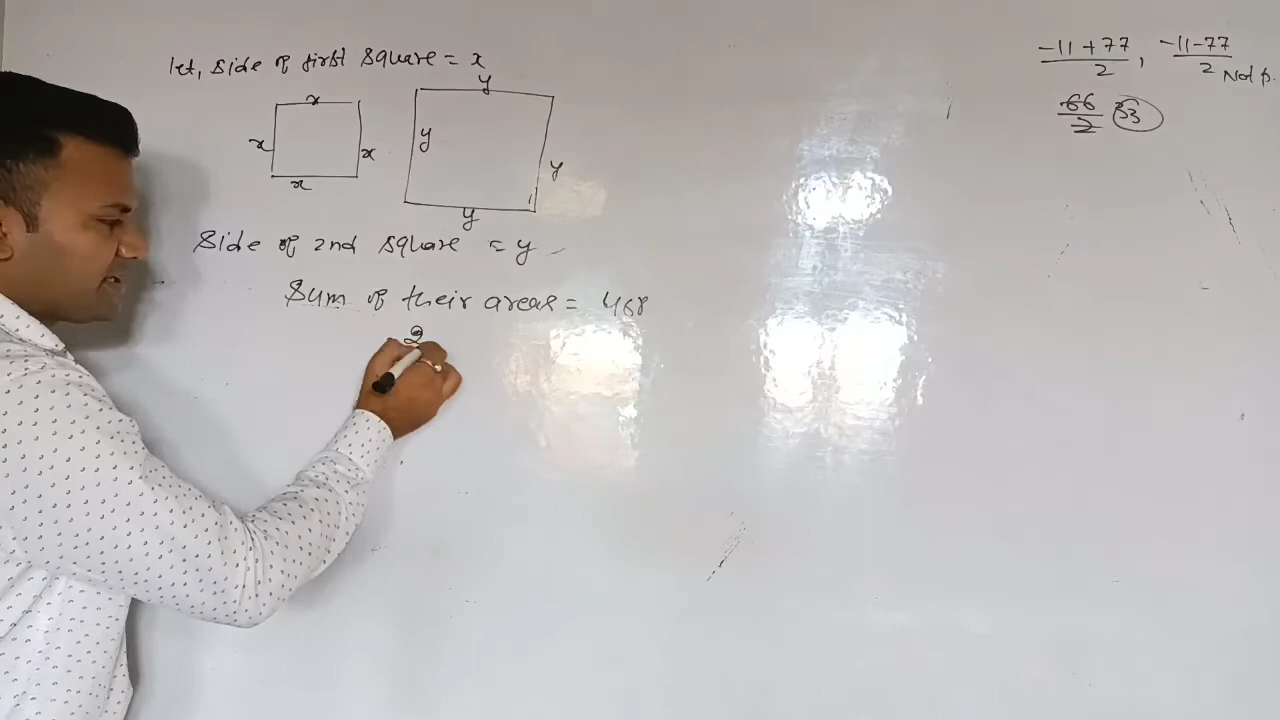 let, side of first square = x
x
x
x
x
y
y
y
y
Side of 2nd square = y
Sum of their areas = 468
2
-11+77/2, -11-77/2 Not p.
66/2 33